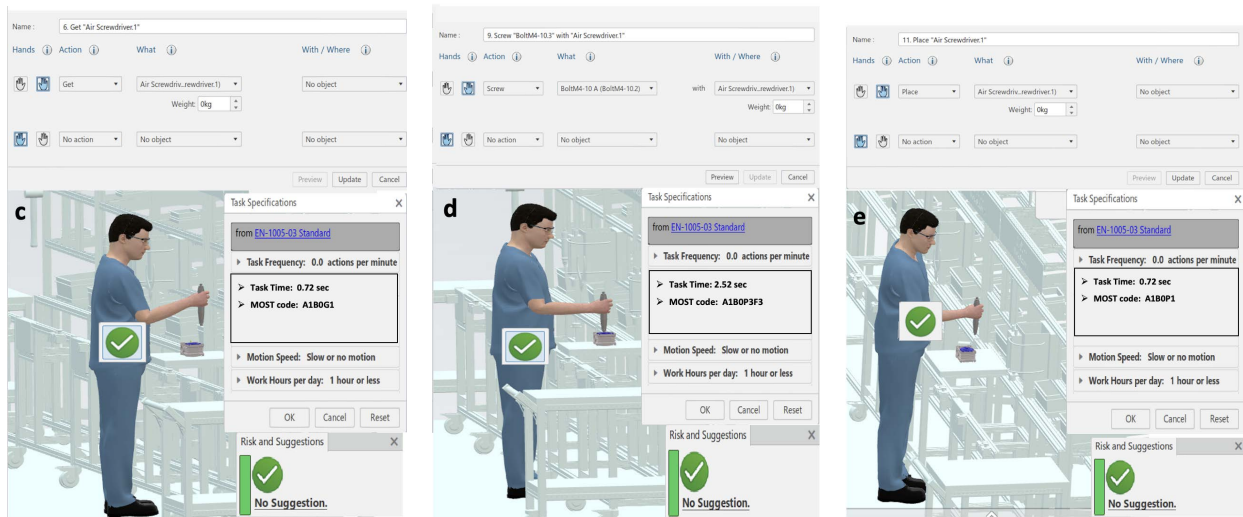 Name : 6. Get "Air Screwdriver.1"
Hands Action What With / Where
Get Air Screwdriv...rewdriver.1) No object
Weight: 0kg
No action No object No object
Preview Update Cancel
c
Task Specifications X
from EN-1005-03 Standard
Task Frequency: 0.0 actions per minute
Task Time: 0.72 sec
MOST code: A1B0G1
Motion Speed: Slow or no motion
Work Hours per day: 1 hour or less
OK Cancel Reset
Risk and Suggestions X
No Suggestion.
Name : 9. Screw "BoltM4-10.3" with "Air Screwdriver.1"
Hands Action What With / Where
Screw BoltM4-10 A (BoltM4-10.2) with Air Screwdriv...rewdriver.1)
Weight: 0kg
No action No object No object
Preview Update Cancel
d
Task Specifications X
from EN-1005-03 Standard
Task Frequency: 0.0 actions per minute
Task Time: 2.52 sec
MOST code: A1B0P3F3
Motion Speed: Slow or no motion
Work Hours per day: 1 hour or less
OK Cancel Reset
Risk and Suggestions X
No Suggestion.
Name : 11. Place "Air Screwdriver.1"
Hands Action What With / Where
Place Air Screwdriv...rewdriver.1) No object
Weight: 0kg
No action No object No object
Preview Update Cancel
e
Task Specifications X
from EN-1005-03 Standard
Task Frequency: 0.0 actions per minute
Task Time: 0.72 sec
MOST code: A1B0P1
Motion Speed: Slow or no motion
Work Hours per day: 1 hour or less
OK Cancel Reset
Risk and Suggestions X
No Suggestion.